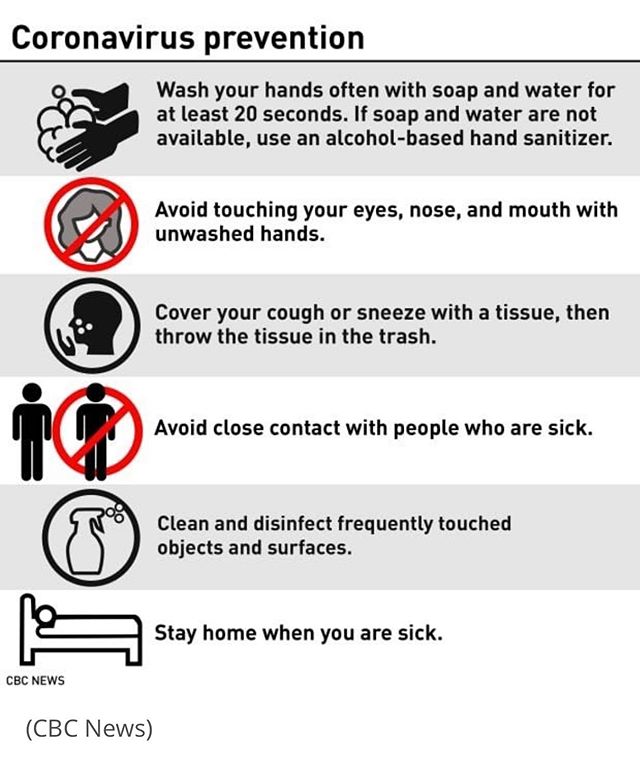 Coronavirus prevention
Wash your hands often with soap and water for
at least 20 seconds. If soap and water are not
available, use an alcohol-based hand sanitizer.
Avoid touching your eyes, nose, and mouth with
unwashed hands.
Cover your cough or sneeze with a tissue, then
throw the tissue in the trash.
Avoid close contact with people who are sick.
Clean and disinfect frequently touched
objects and surfaces.
Stay home when you are sick.
CBC NEWS
(CBC News)